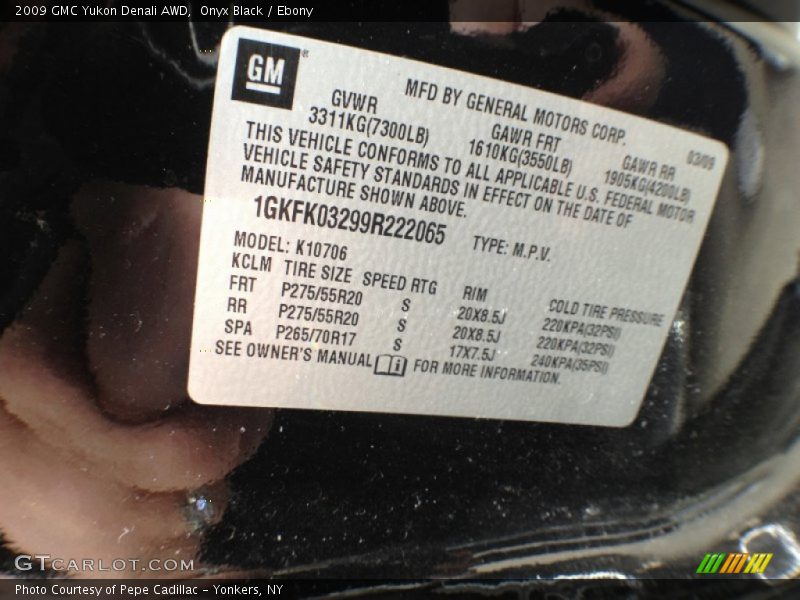 2009 GMC Yukon Denali AWD,  Onyx Black / Ebony
GM
MFD BY GENERAL MOTORS CORP.
03/09
GVWR GAWR FRT GAWR RR
3311KG(7300LB) 1610KG(3550LB) 1905KG(4200LB)
THIS VEHICLE CONFORMS TO ALL APPLICABLE U.S. FEDERAL MOTOR
VEHICLE SAFETY STANDARDS IN EFFECT ON THE DATE OF
MANUFACTURE SHOWN ABOVE.
1GKFK03299R222065
TYPE: M.P.V.
MODEL: K10706
KCLM TIRE SIZE SPEED RTG RIM COLD TIRE PRESSURE
FRT P275/55R20 S 20X8.5J 220KPA(32PSI)
RR P275/55R20 S 20X8.5J 220KPA(32PSI)
SPA P265/70R17 S 17X7.5J 240KPA(35PSI)
SEE OWNER'S MANUAL FOR MORE INFORMATION.
GTCARLOT.COM
Photo Courtesy of Pepe Cadillac - Yonkers, NY